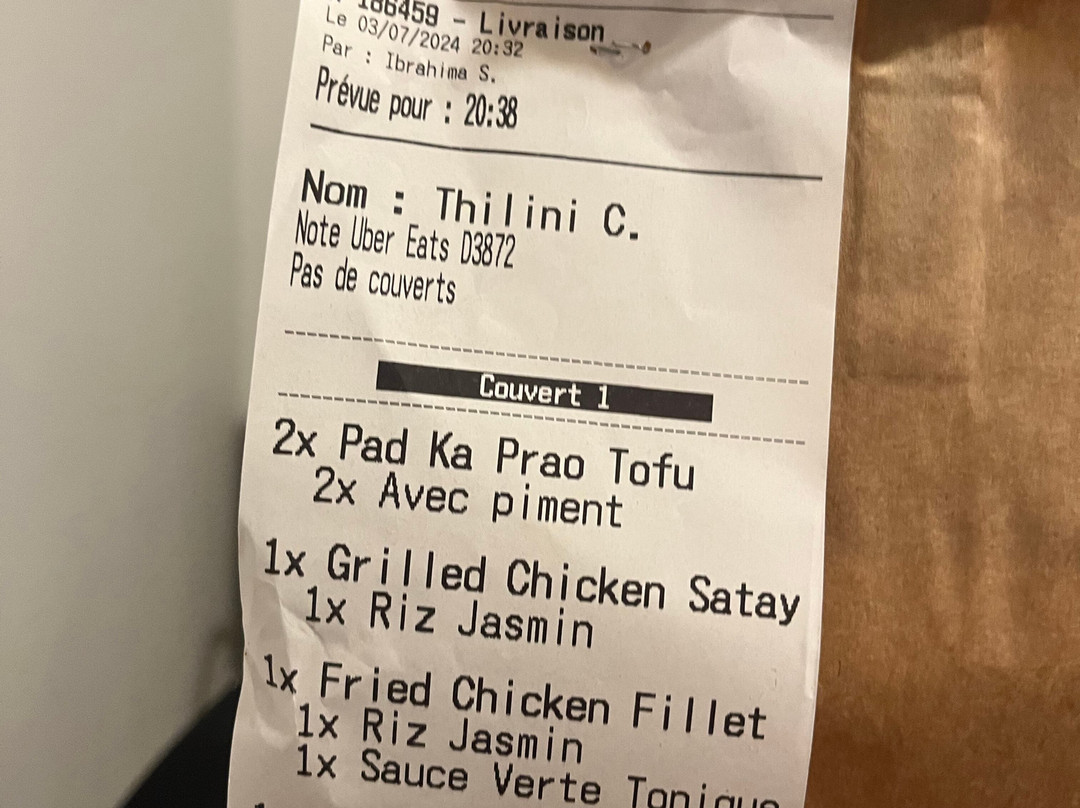 186459 - Livraison
Le 03/07/2024 20:32
Par : Ibrahima S.
Prévue pour : 20:38
Nom : Thilini C.
Note Uber Eats D3872
Pas de couverts
Couvert 1
2x Pad Ka Prao Tofu
2x Avec piment
1x Grilled Chicken Satay
1x Riz Jasmin
1x Fried Chicken Fillet
1x Riz Jasmin
1x Sauce Verte Tonique